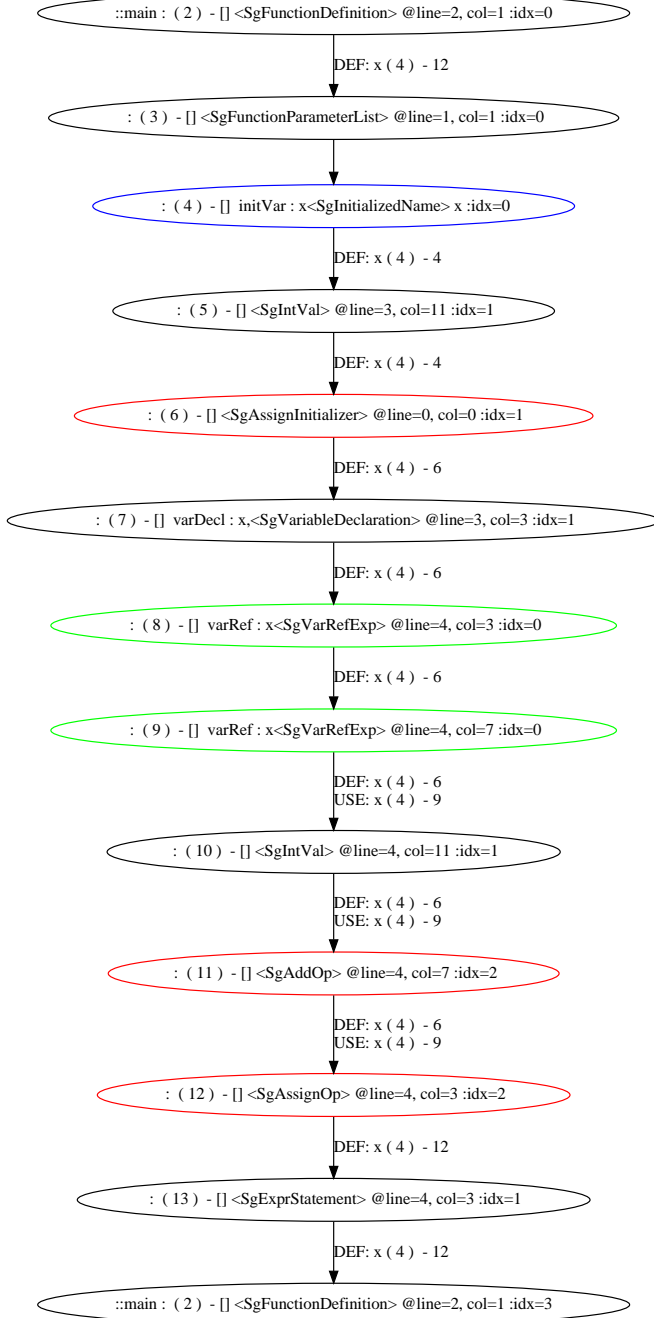 ::main : ( 2 ) - [] <SgFunctionDefinition> @line=2, col=1 :idx=0
DEF: x ( 4 ) - 12
: ( 3 ) - [] <SgFunctionParameterList> @line=1, col=1 :idx=0
: ( 4 ) - [] initVar : x<SgInitializedName> x :idx=0
DEF: x ( 4 ) - 4
: ( 5 ) - [] <SgIntVal> @line=3, col=11 :idx=1
DEF: x ( 4 ) - 4
: ( 6 ) - [] <SgAssignInitializer> @line=0, col=0 :idx=1
DEF: x ( 4 ) - 6
: ( 7 ) - [] varDecl : x,<SgVariableDeclaration> @line=3, col=3 :idx=1
DEF: x ( 4 ) - 6
: ( 8 ) - [] varRef : x<SgVarRefExp> @line=4, col=3 :idx=0
DEF: x ( 4 ) - 6
: ( 9 ) - [] varRef : x<SgVarRefExp> @line=4, col=7 :idx=0
DEF: x ( 4 ) - 6
USE: x ( 4 ) - 9
: ( 10 ) - [] <SgIntVal> @line=4, col=11 :idx=1
DEF: x ( 4 ) - 6
USE: x ( 4 ) - 9
: ( 11 ) - [] <SgAddOp> @line=4, col=7 :idx=2
DEF: x ( 4 ) - 6
USE: x ( 4 ) - 9
: ( 12 ) - [] <SgAssignOp> @line=4, col=3 :idx=2
DEF: x ( 4 ) - 12
: ( 13 ) - [] <SgExprStatement> @line=4, col=3 :idx=1
DEF: x ( 4 ) - 12
::main : ( 2 ) - [] <SgFunctionDefinition> @line=2, col=1 :idx=3